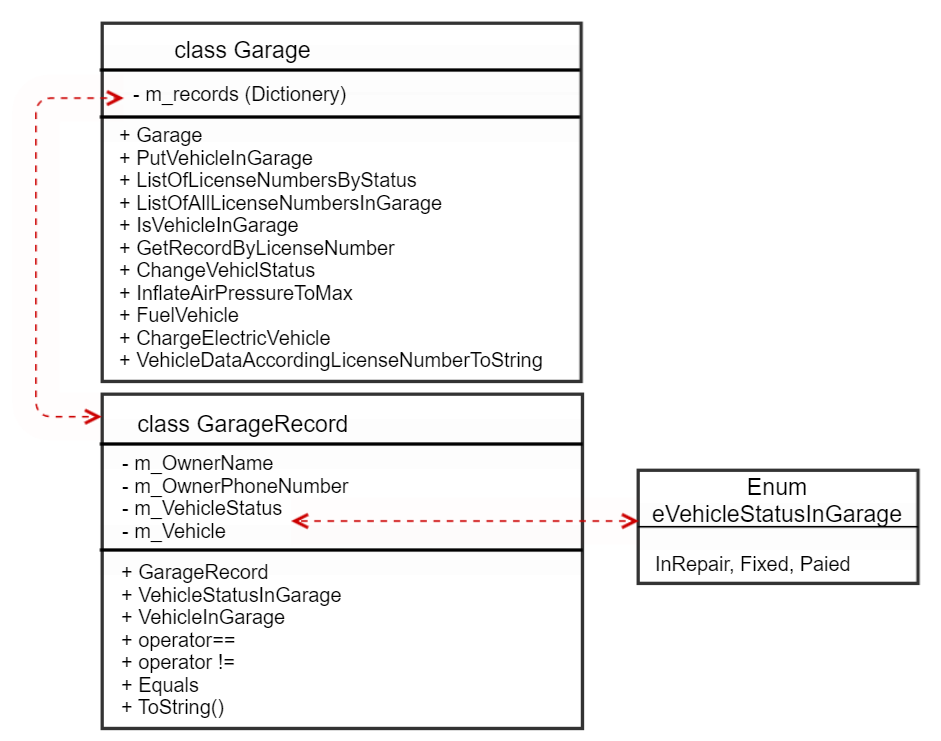 class Garage
- m_records (Dictionery)
+ Garage
+ PutVehicleInGarage
+ ListOfLicenseNumbersByStatus
+ ListOfAllLicenseNumbersInGarage
+ IsVehicleInGarage
+ GetRecordByLicenseNumber
+ ChangeVehiclStatus
+ InflateAirPressureToMax
+ FuelVehicle
+ ChargeElectricVehicle
+ VehicleDataAccordingLicenseNumberToString
class GarageRecord
- m_OwnerName
- m_OwnerPhoneNumber
- m_VehicleStatus
- m_Vehicle
+ GarageRecord
+ VehicleStatusInGarage
+ VehicleInGarage
+ operator==
+ operator !=
+ Equals
+ ToString()
Enum
eVehicleStatusInGarage
InRepair, Fixed, Paied